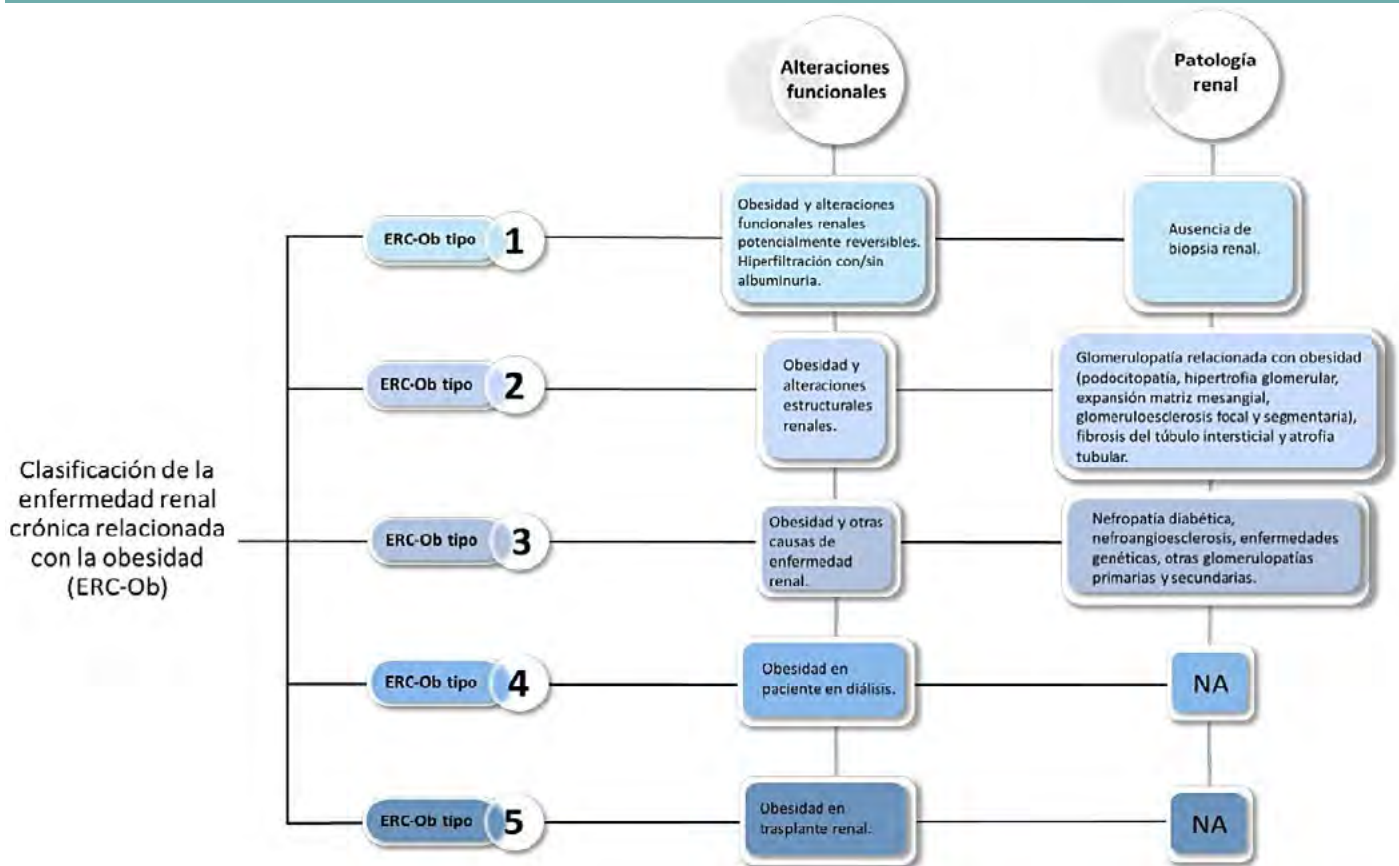 Alteraciones
funcionales
Patología
renal
Clasificación de la
enfermedad renal
crónica relacionada
con la obesidad
(ERC-Ob)
ERC-Ob tipo 1
Obesidad y alteraciones
funcionales renales
potencialmente reversibles.
Hiperfiltración con/sin
albuminuria.
Ausencia de
biopsia renal.
ERC-Ob tipo 2
Obesidad y
alteraciones
estructurales
renales.
Glomerulopatía relacionada con obesidad
(podocitopatía, hipertrofia glomerular,
expansión matriz mesangial,
glomeruloesclerosis focal y segmentaria),
fibrosis del túbulo intersticial y atrofia
tubular.
ERC-Ob tipo 3
Obesidad y otras
causas de
enfermedad
renal.
Nefropatía diabética,
nefroangioesclerosis, enfermedades
genéticas, otras glomerulopatías
primarias y secundarias.
ERC-Ob tipo 4
Obesidad en
paciente en diálisis.
NA
ERC-Ob tipo 5
Obesidad en
trasplante renal.
NA